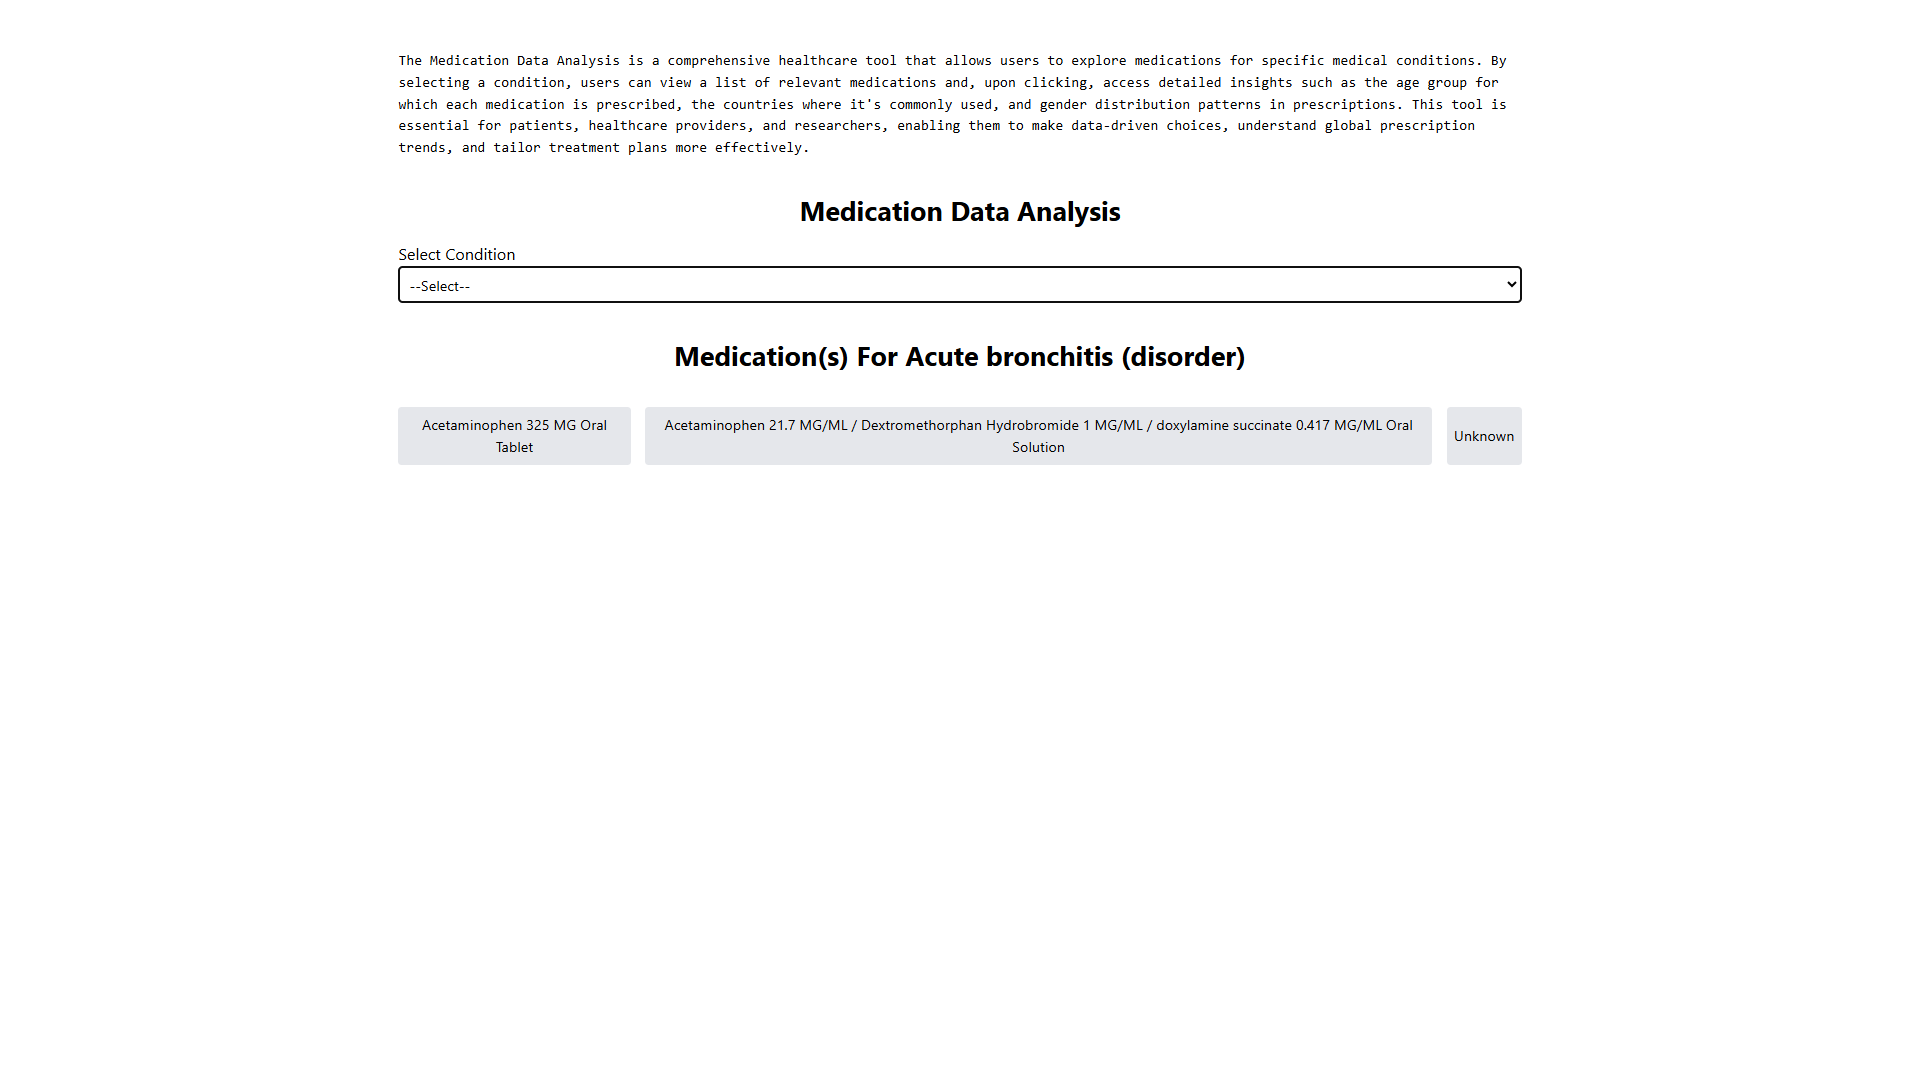 The Medication Data Analysis is a comprehensive healthcare tool that allows users to explore medications for specific medical conditions. By
selecting a condition, users can view a list of relevant medications and, upon clicking, access detailed insights such as the age group for
which each medication is prescribed, the countries where it's commonly used, and gender distribution patterns in prescriptions. This tool is
essential for patients, healthcare providers, and researchers, enabling them to make data-driven choices, understand global prescription
trends, and tailor treatment plans more effectively.
Medication Data Analysis
Select Condition
--Select--
Medication(s) For Acute bronchitis (disorder)
Acetaminophen 325 MG Oral
Tablet
Acetaminophen 21.7 MG/ML / Dextromethorphan Hydrobromide 1 MG/ML / doxylamine succinate 0.417 MG/ML Oral
Solution
Unknown